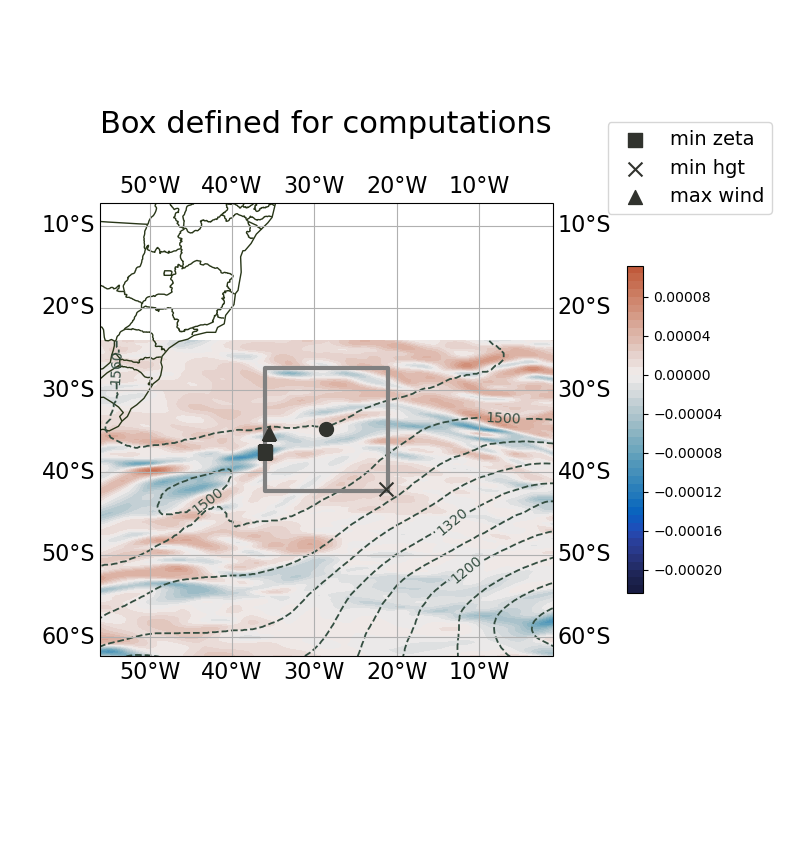 Box defined for computations
min zeta
min hgt
max wind
50°W 40°W 30°W 20°W 10°W
10°S 10°S
20°S 20°S
30°S 30°S
40°S 40°S
50°S 50°S
60°S 60°S
50°W 40°W 30°W 20°W 10°W
1560
1500
1500
1320
1200
0.00008
0.00004
0.00000
−0.00004
−0.00008
−0.00012
−0.00016
−0.00020